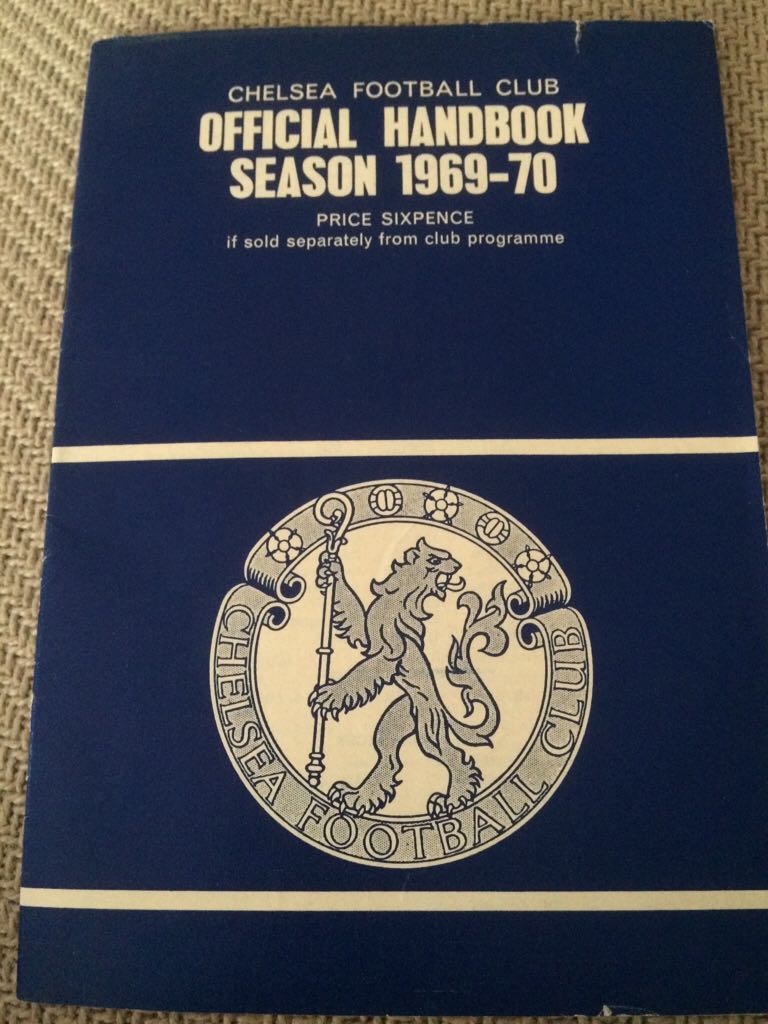 CHELSEA FOOTBALL CLUB
OFFICIAL HANDBOOK
SEASON 1969-70
PRICE SIXPENCE
if sold separately from club programme
CHELSEA FOOTBALL CLUB